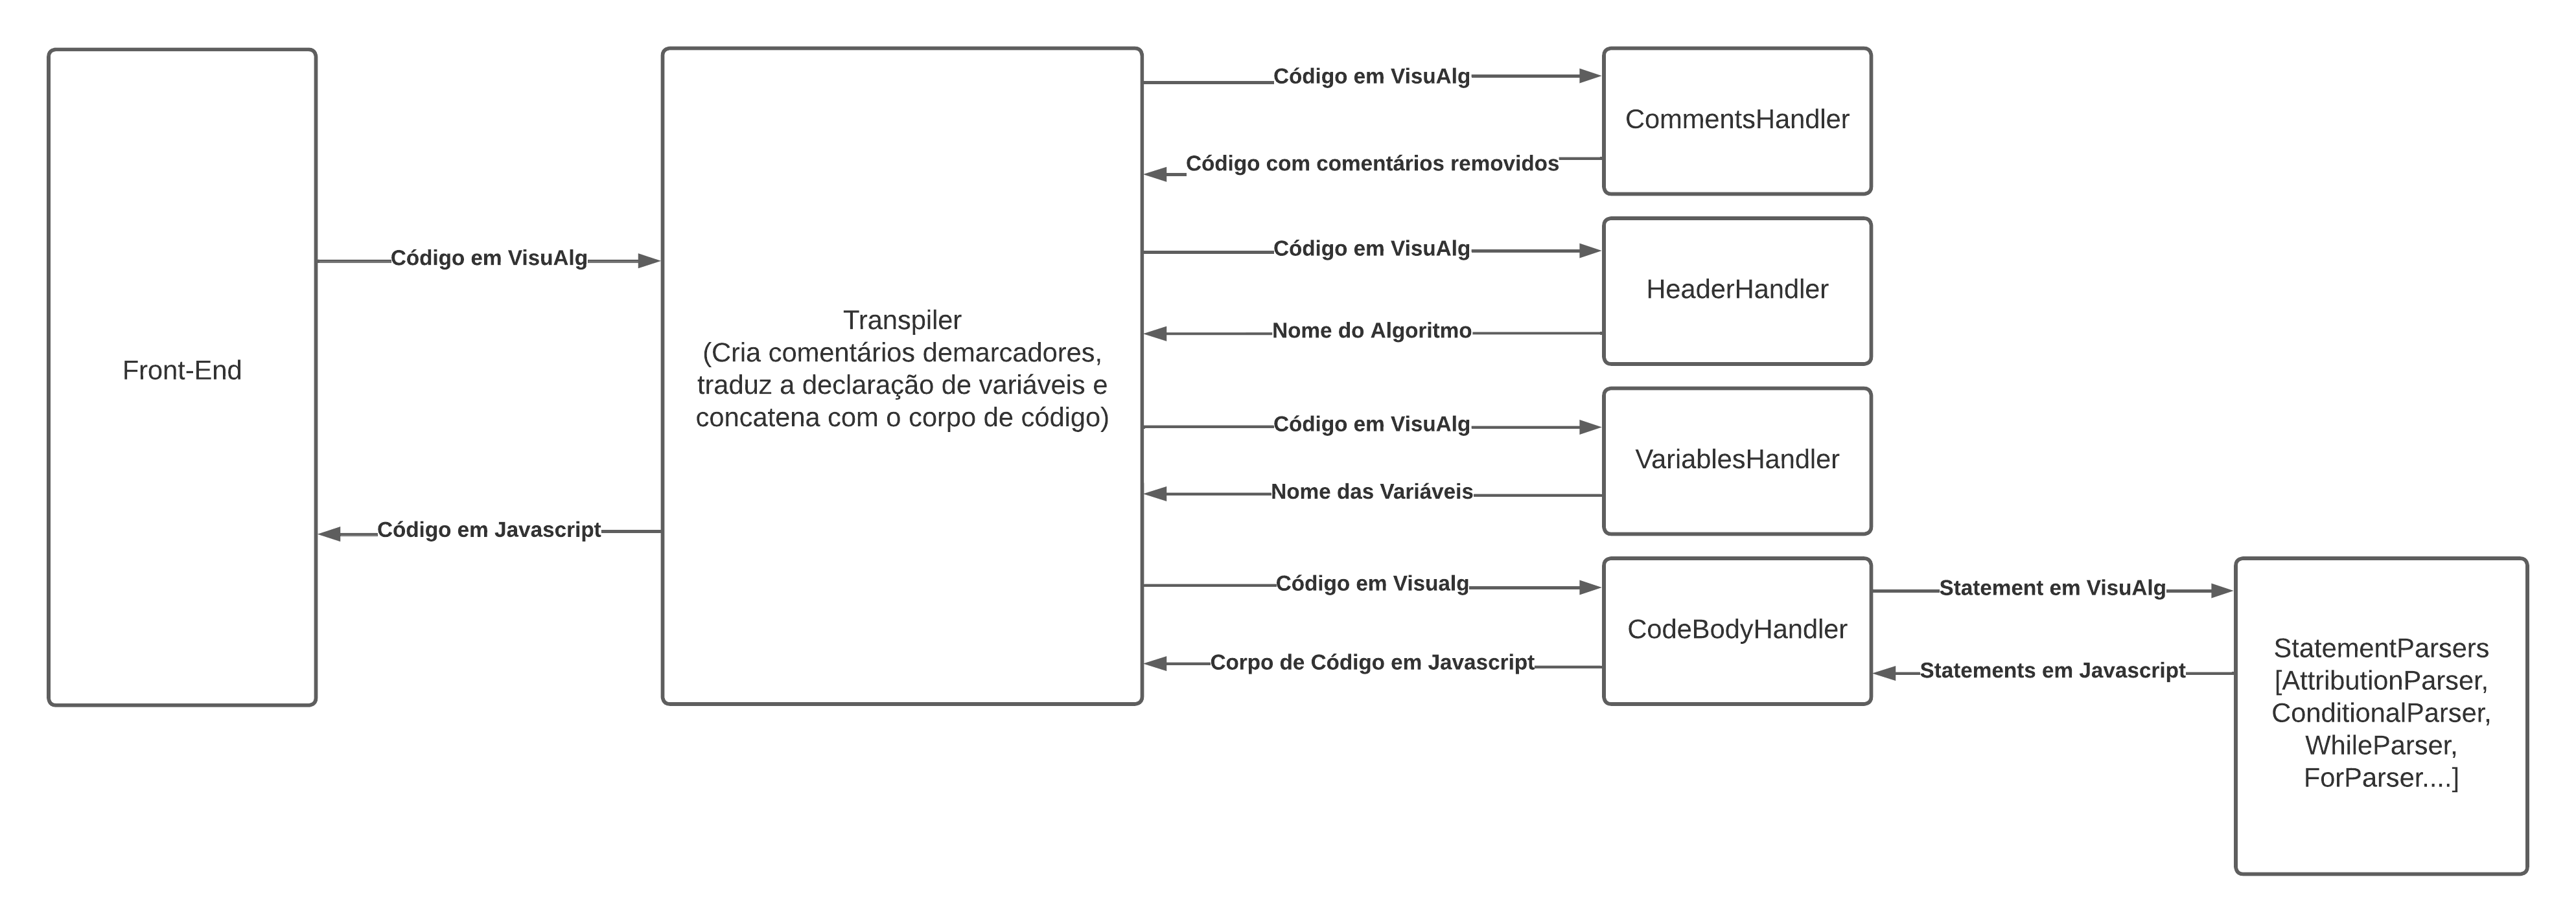 Front-End
Código em VisuAlg
Código em Javascript
Transpiler
(Cria comentários demarcadores,
traduz a declaração de variáveis e
concatena com o corpo de código)
Código em VisuAlg
Código com comentários removidos
CommentsHandler
Código em VisuAlg
Nome do Algoritmo
HeaderHandler
Código em VisuAlg
Nome das Variáveis
VariablesHandler
Código em Visualg
Corpo de Código em Javascript
CodeBodyHandler
Statement em VisuAlg
Statements em Javascript
StatementParsers
[AttributionParser,
ConditionalParser,
WhileParser,
ForParser....]